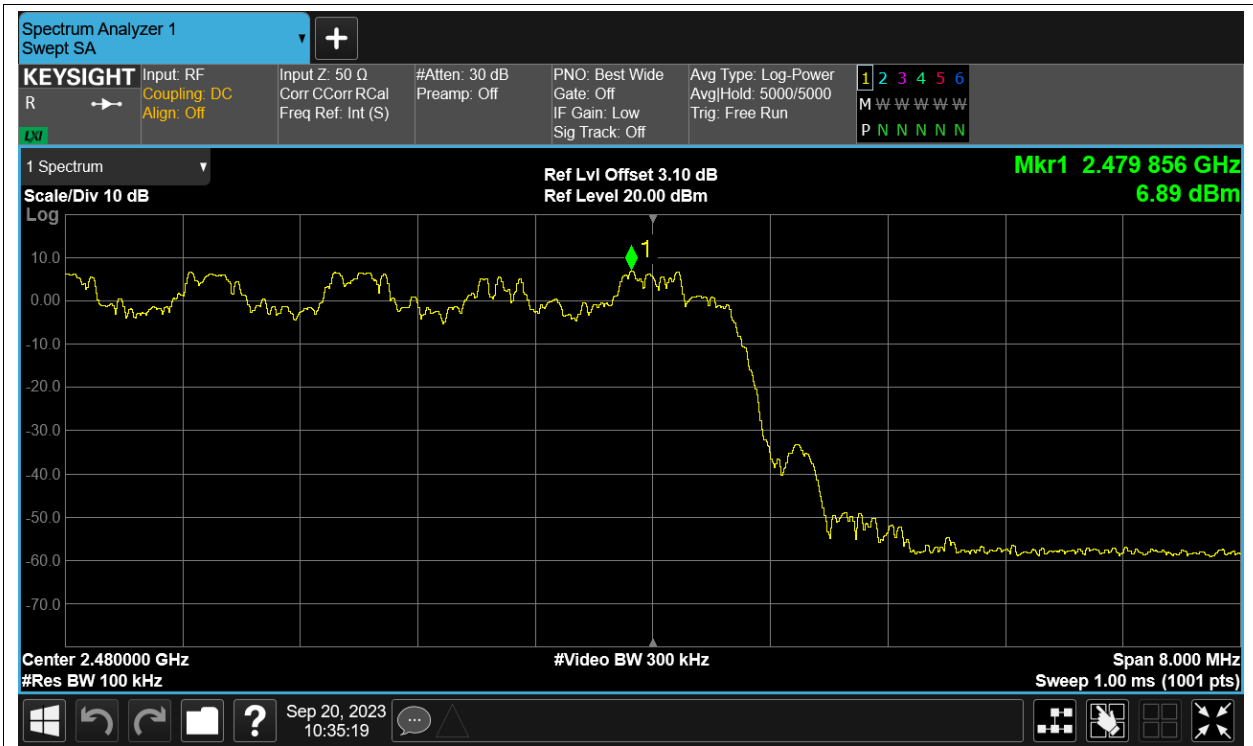 Spectrum Analyzer 1
Swept SA
KEYSIGHT
R
LXI
Input: RF
Coupling: DC
Align: Off
Input Z: 50 Ω
Corr CCorr RCal
Freq Ref: Int (S)
#Atten: 30 dB
Preamp: Off
PNO: Best Wide
Gate: Off
IF Gain: Low
Sig Track: Off
Avg Type: Log-Power
Avg|Hold: 5000/5000
Trig: Free Run
1 2 3 4 5 6
M W W W W W
P N N N N N
1 Spectrum
Scale/Div 10 dB
Ref Lvl Offset 3.10 dB
Ref Level 20.00 dBm
Mkr1 2.479 856 GHz
6.89 dBm
Log
1
10.0
0.00
-10.0
-20.0
-30.0
-40.0
-50.0
-60.0
-70.0
Center 2.480000 GHz
#Res BW 100 kHz
#Video BW 300 kHz
Span 8.000 MHz
Sweep 1.00 ms (1001 pts)
?
Sep 20, 2023
10:35:19